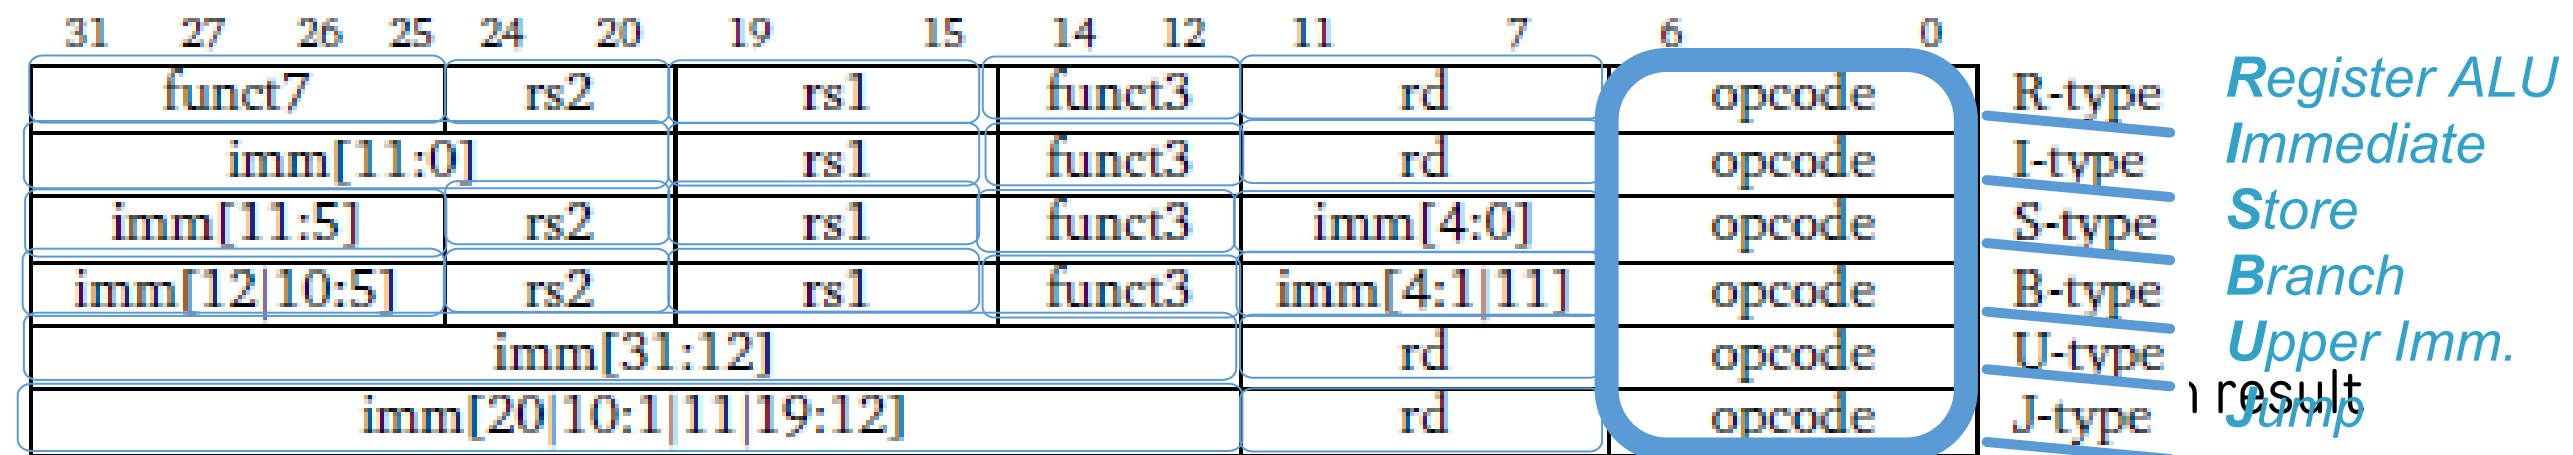 31 27 26 25 24 20 19 15 14 12 11 7 6 0
funct7 rs2 rs1 funct3 rd opcode R-type Register ALU
imm[11:0] rs1 funct3 rd opcode I-type Immediate
imm[11:5] rs2 rs1 funct3 imm[4:0] opcode S-type Store
imm[12|10:5] rs2 rs1 funct3 imm[4:1|11] opcode B-type Branch
imm[31:12] rd opcode U-type Upper Imm.
result
imm[20|10:1|11|19:12] rd opcode J-type Jump